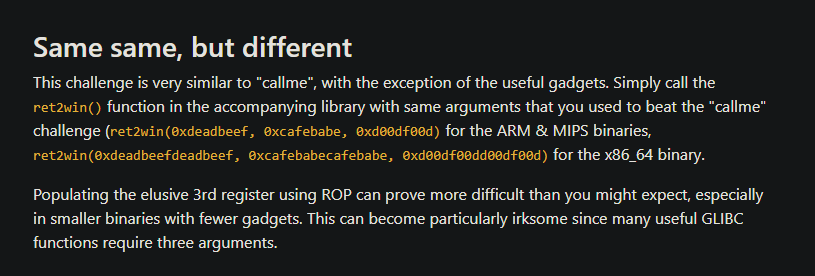 Same same, but different
This challenge is very similar to "callme", with the exception of the useful gadgets. Simply call the
ret2win() function in the accompanying library with same arguments that you used to beat the "callme"
challenge (ret2win(0xdeadbeef, 0xcafebabe, 0xd00df00d) for the ARM & MIPS binaries,
ret2win(0xdeadbeefdeadbeef, 0xcafebabecafebabe, 0xd00df00dd00df00d) for the x86_64 binary.
Populating the elusive 3rd register using ROP can prove more difficult than you might expect, especially
in smaller binaries with fewer gadgets. This can become particularly irksome since many useful GLIBC
functions require three arguments.